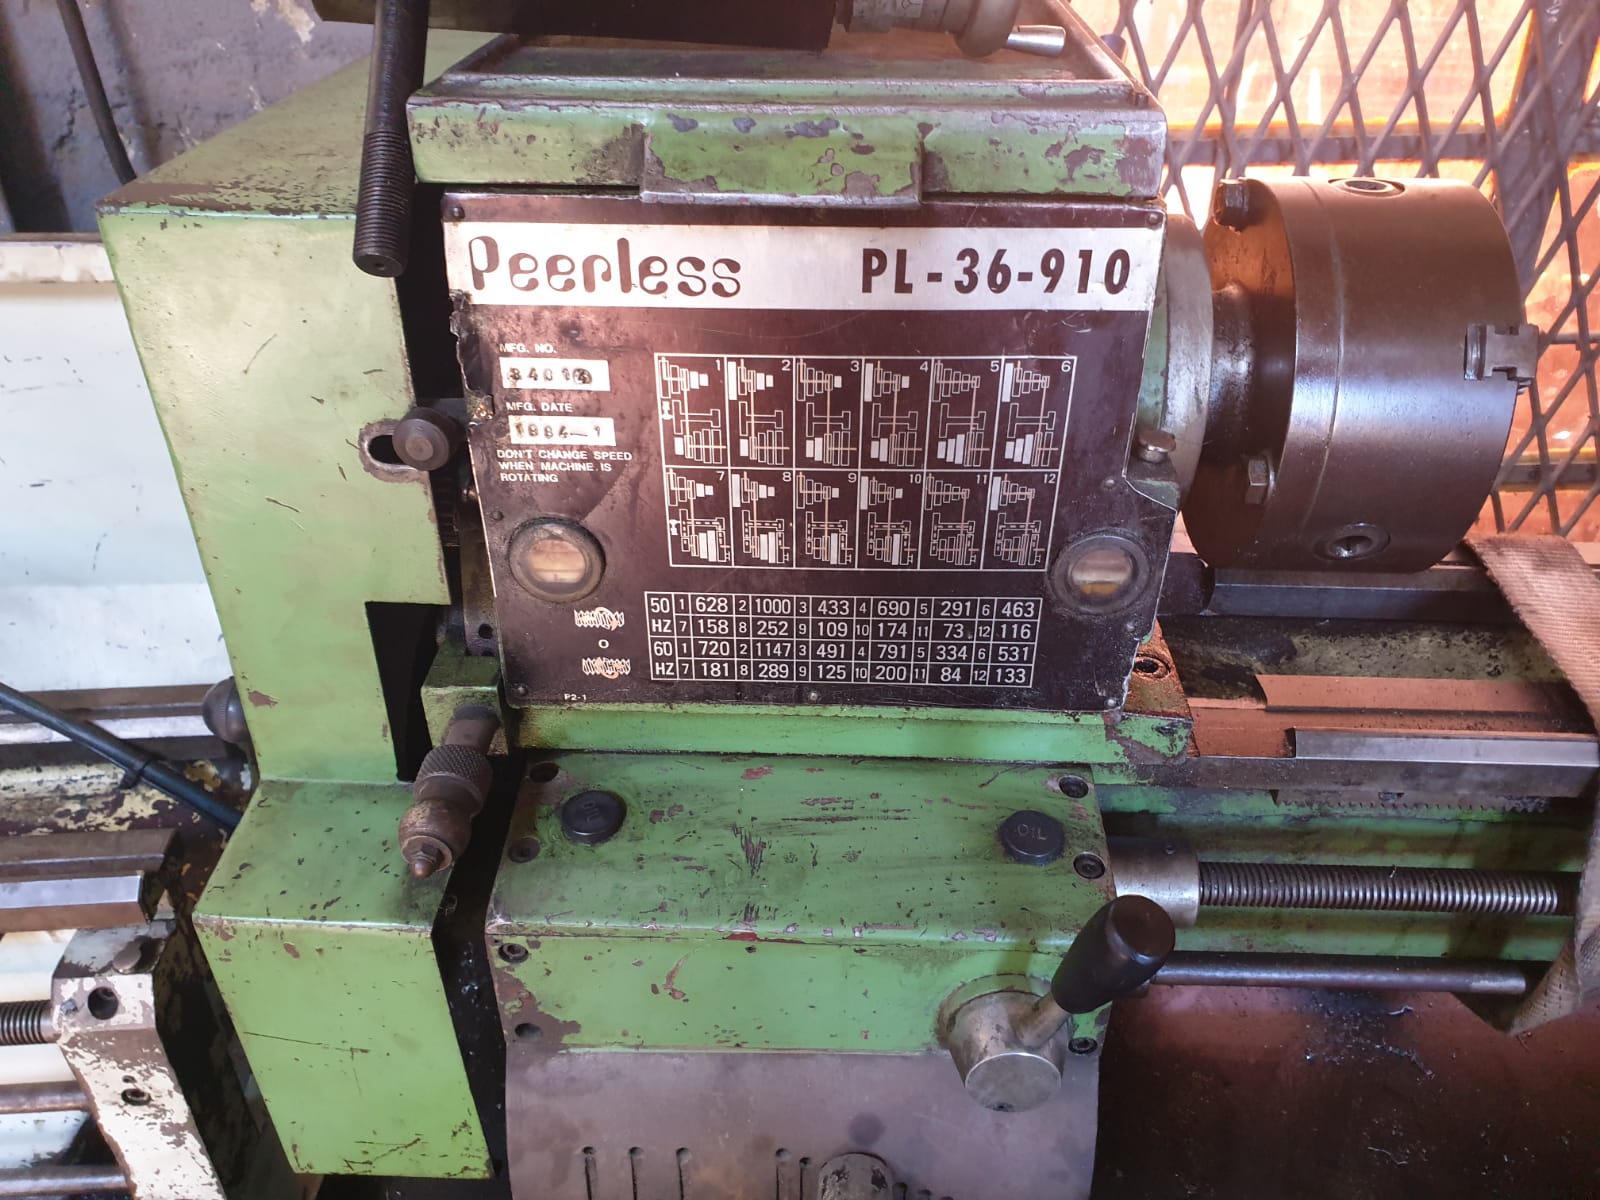 Peerless PL-36-910
MFG. NO.
MFG. DATE
1984-1
DON'T CHANGE SPEED
WHEN MACHINE IS
ROTATING
1 2 3 4 5 6
7 8 9 10 11 12
50 1 628 2 1000 3 433 4 690 5 291 6 463
HZ 7 158 8 252 9 109 10 174 11 73 12 116
60 1 720 2 1147 3 491 4 791 5 334 6 531
HZ 7 181 8 289 9 125 10 200 11 84 12 133
P2-1
OIL OIL